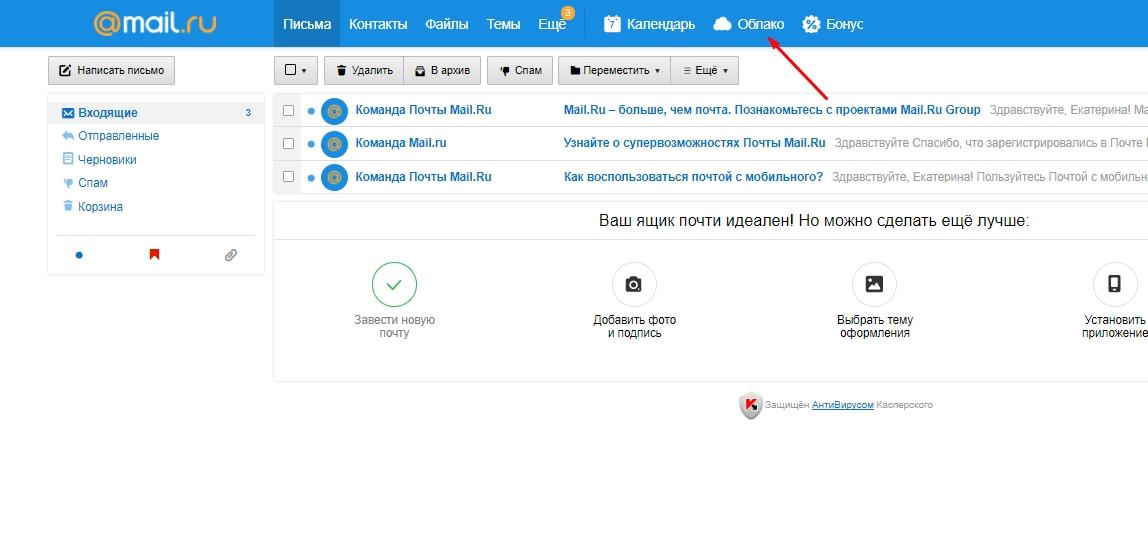 @mail.ru
Письма Контакты Файлы Темы Ещё 3 7 Календарь Облако Бонус
Написать письмо
Удалить В архив Спам Переместить Ещё
Входящие 3
Отправленные
Черновики
Спам
Корзина
@ Команда Почты Mail.Ru Mail.Ru – больше, чем почта. Познакомьтесь с проектами Mail.Ru Group Здравствуйте, Екатерина!
@ Команда Mail.ru Узнайте о супервозможностях Почты Mail.Ru Здравствуйте Спасибо, что зарегистрировались в Почте
@ Команда Почты Mail.Ru Как воспользоваться почтой с мобильного? Здравствуйте, Екатерина! Пользуйтесь Почтой с мобильн
Ваш ящик почти идеален! Но можно сделать ещё лучше:
Завести новую
почту
Добавить фото
и подпись
Выбрать тему
оформления
Установить
приложение
Защищён АнтиВирусом Касперского